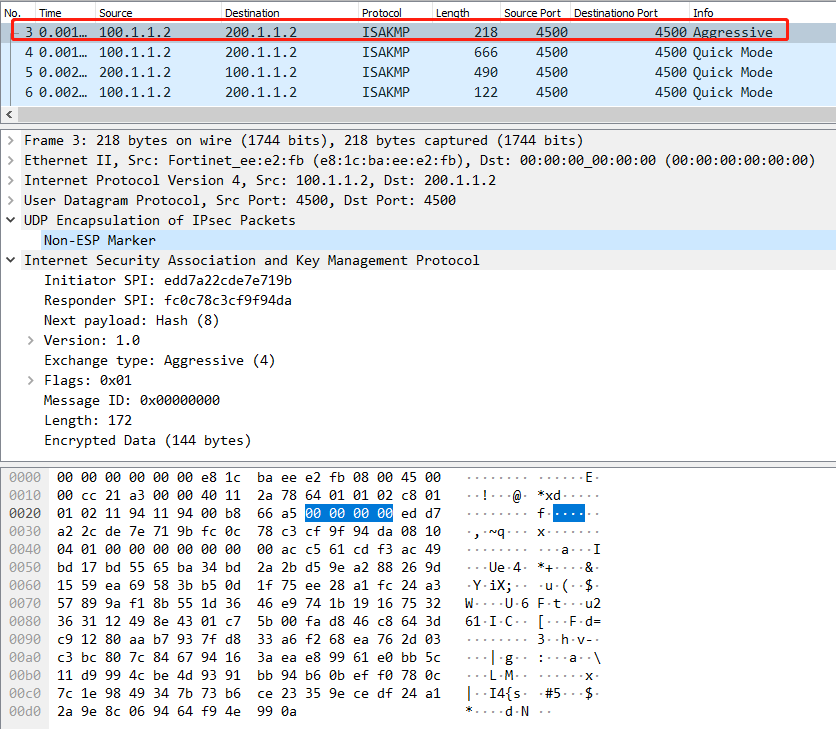 No. Time Source Destination Protocol Length Source Port Destinationo Port Info
3 0.001… 100.1.1.2 200.1.1.2 ISAKMP 218 4500 4500 Aggressive
4 0.001… 100.1.1.2 200.1.1.2 ISAKMP 666 4500 4500 Quick Mode
5 0.002… 200.1.1.2 100.1.1.2 ISAKMP 490 4500 4500 Quick Mode
6 0.002… 100.1.1.2 200.1.1.2 ISAKMP 122 4500 4500 Quick Mode
Frame 3: 218 bytes on wire (1744 bits), 218 bytes captured (1744 bits)
Ethernet II, Src: Fortinet_ee:e2:fb (e8:1c:ba:ee:e2:fb), Dst: 00:00:00_00:00:00 (00:00:00:00:00:00)
Internet Protocol Version 4, Src: 100.1.1.2, Dst: 200.1.1.2
User Datagram Protocol, Src Port: 4500, Dst Port: 4500
UDP Encapsulation of IPsec Packets
Non-ESP Marker
Internet Security Association and Key Management Protocol
Initiator SPI: edd7a22cde7e719b
Responder SPI: fc0c78c3cf9f94da
Next payload: Hash (8)
Version: 1.0
Exchange type: Aggressive (4)
Flags: 0x01
Message ID: 0x00000000
Length: 172
Encrypted Data (144 bytes)
0000 00 00 00 00 00 00 e8 1c ba ee e2 fb 08 00 45 00 ········ ······E·
0010 00 cc 21 a3 00 00 40 11 2a 78 64 01 01 02 c8 01 ··!···@· *xd·····
0020 01 02 11 94 11 94 00 b8 66 a5 00 00 00 00 ed d7 ········ f·······
0030 a2 2c de 7e 71 9b fc 0c 78 c3 cf 9f 94 da 08 10 ·,·~q··· x·······
0040 04 01 00 00 00 00 00 00 00 ac c5 61 cd f3 ac 49 ········ ···a···I
0050 bd 17 bd 55 65 ba 34 bd 2a 2b d5 9e a2 88 26 9d ···Ue·4· *+····&·
0060 15 59 ea 69 58 3b b5 0d 1f 75 ee 28 a1 fc 24 a3 ·Y·iX;·· ·u·(··$·
0070 57 89 9a f1 8b 55 1d 36 46 e9 74 1b 19 16 75 32 W····U·6 F·t···u2
0080 36 31 12 49 8e 43 01 c7 5b 00 fa d8 46 c8 64 3d 61·I·C·· [···F·d=
0090 c9 12 80 aa b7 93 7f d8 33 a6 f2 68 ea 76 2d 03 ········ 3··h·v-·
00a0 c3 bc 80 7c 84 67 94 16 3a ea e8 99 61 e0 bb 5c ···|·g·· :···a··\
00b0 11 d9 99 4c be 4d 93 91 bb 94 b6 0b ef f0 78 0c ···L·M·· ······x·
00c0 7c 1e 98 49 34 7b 73 b6 ce 23 35 9e ce df 24 a1 |··I4{s· ·#5···$·
00d0 2a 9e 8c 06 94 64 f9 4e 99 0a *····d·N ··